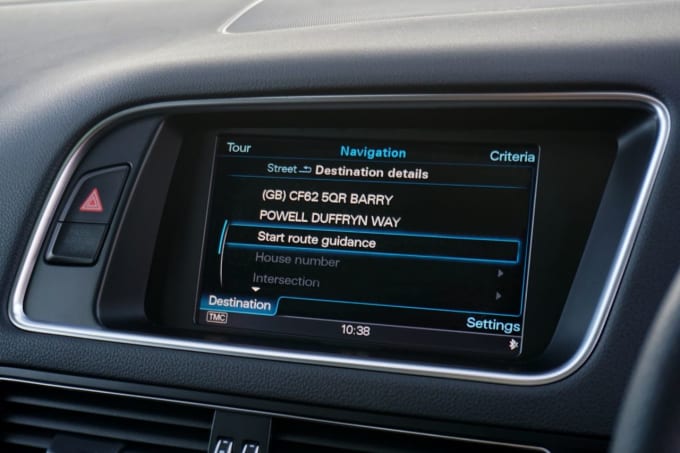 Tour
Navigation
Criteria
Street Destination details
(GB) CF62 5QR BARRY
POWELL DUFFRYN WAY
Start route guidance
House number
Intersection
Destination
Settings
TMC
10:38